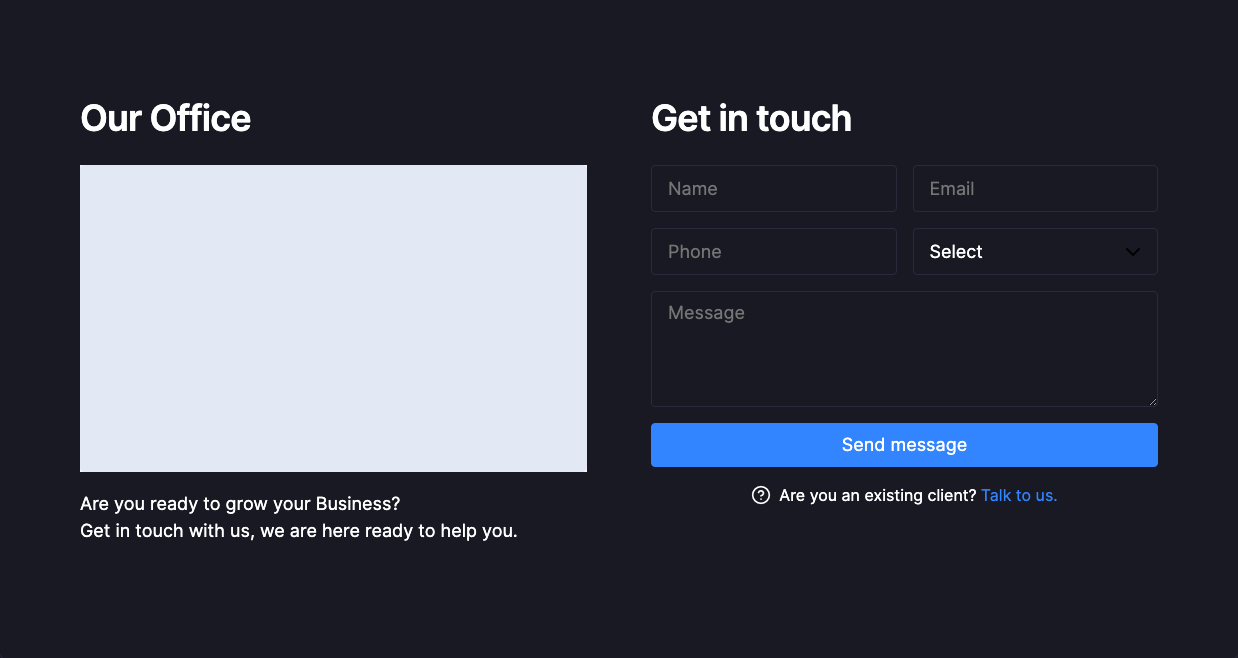 Our Office
Are you ready to grow your Business?
Get in touch with us, we are here ready to help you.
Get in touch
Name
Email
Phone
Select
Message
Send message
Are you an existing client? Talk to us.